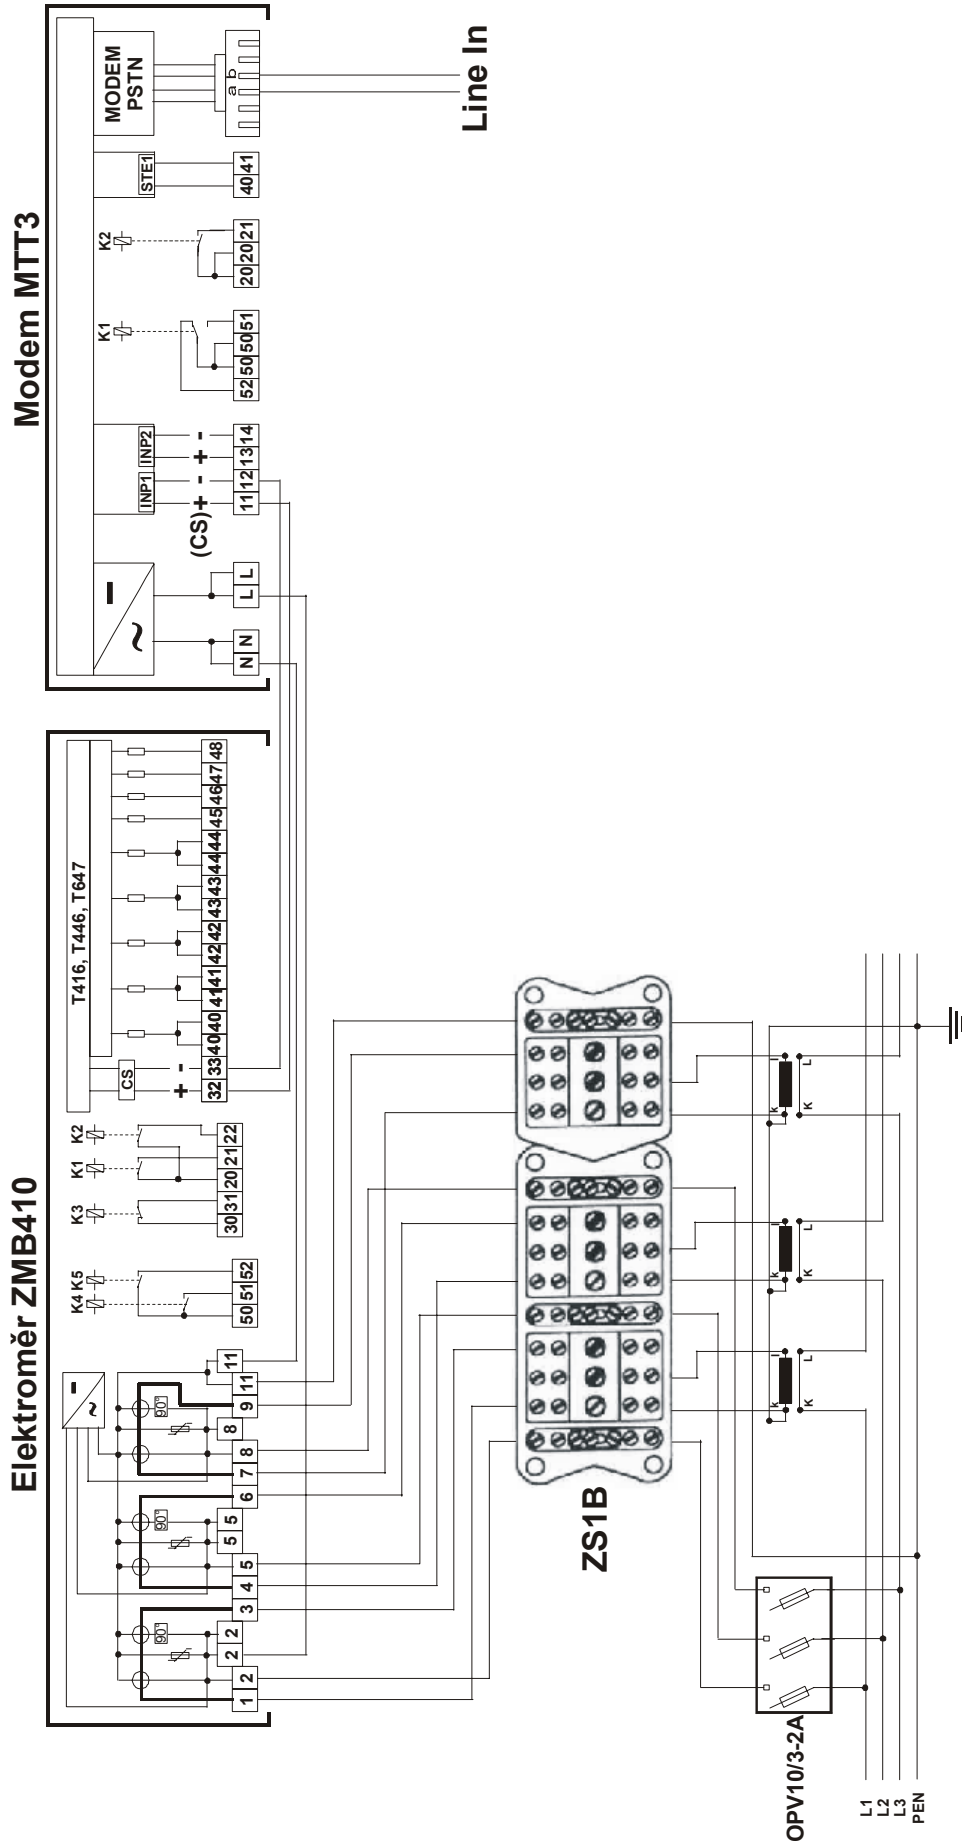 Elektroměr ZMB410
K4 K5
K3
K1
K2
T416, T446, T647
CS
+ -
90°
90°
90°
~ -
1 2 2 2 3 4 5 5 5 6 7 8 8 9 11 11
50 51 52
30 31
20 21 22
32 33 40 40 41 41 42 42 43 43 44 44 45 46 47 48
Modem MTT3
~ -
INP1
INP2
K1
K2
STE1
MODEM
PSTN
(CS)+ - + -
N N
L L
11 12 13 14
52 50 50 51
20 20 21
40 41
a b
Line In
ZS1B
OPV10/3-2A
k l
K L
k l
K L
k l
K L
L1
L2
L3
PEN